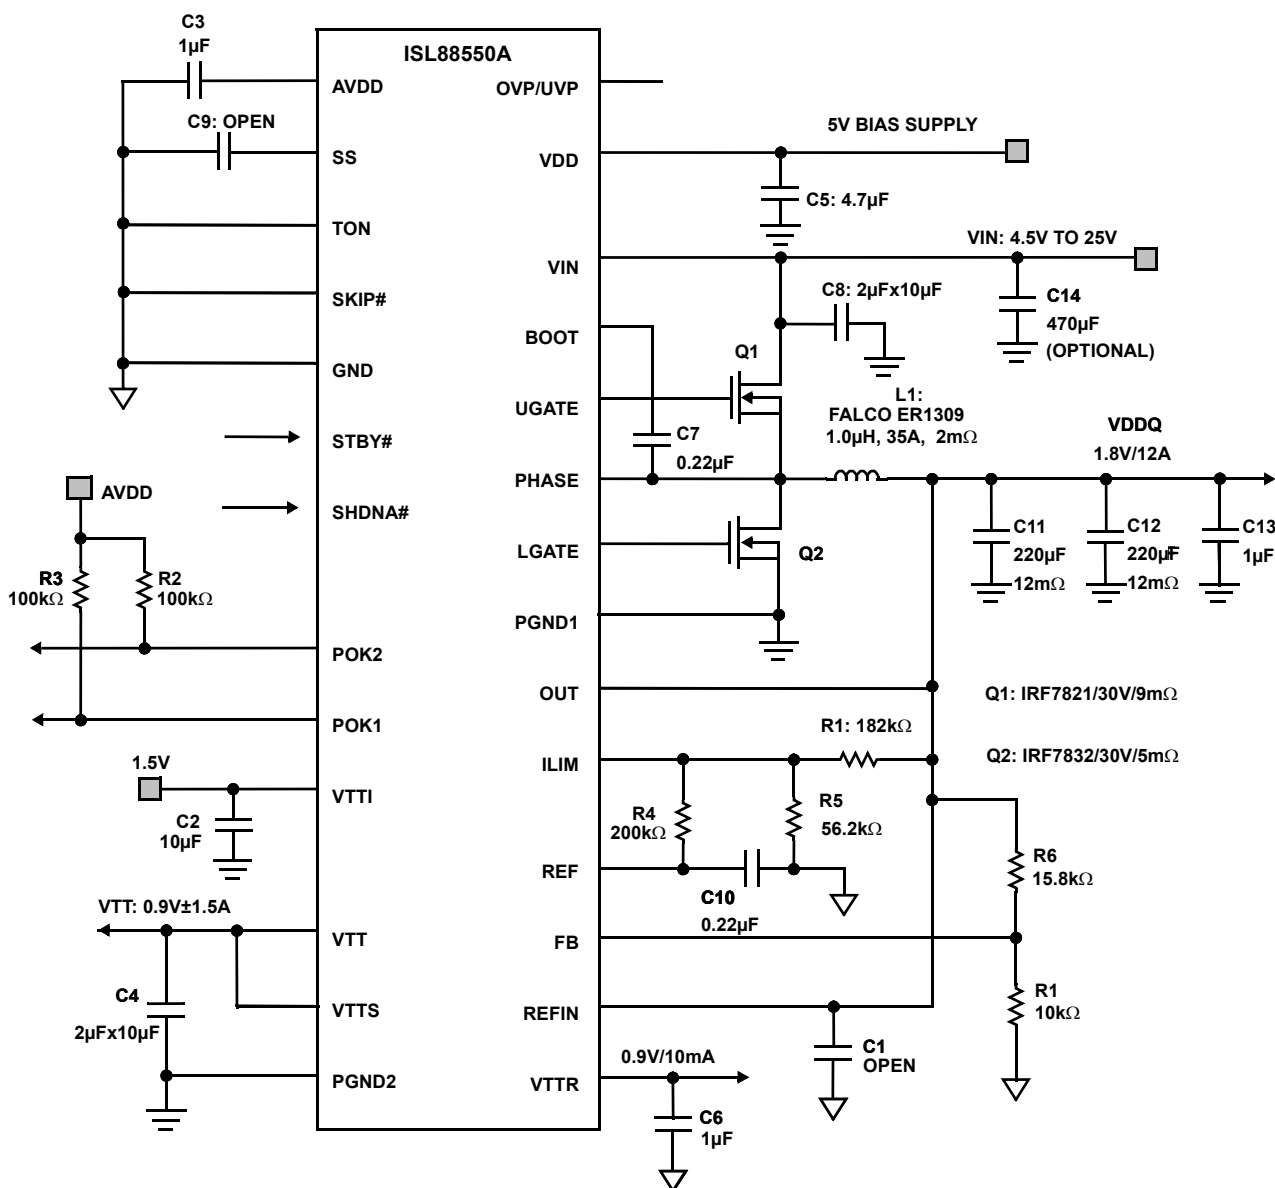 C3
1µF
ISL88550A
AVDD
OVP/UVP
C9: OPEN
SS
5V BIAS SUPPLY
VDD
C5: 4.7µF
TON
VIN: 4.5V TO 25V
VIN
SKIP#
C8: 2µFx10µF
C14
470µF
(OPTIONAL)
BOOT
Q1
GND
L1:
FALCO ER1309
1.0µH, 35A, 2mΩ
UGATE
STBY#
C7
0.22µF
VDDQ
1.8V/12A
PHASE
AVDD
SHDNA#
C11
220µF
12mΩ
C12
220µF
12mΩ
C13
1µF
LGATE
Q2
R3
100kΩ
R2
100kΩ
PGND1
POK2
OUT
Q1: IRF7821/30V/9mΩ
POK1
R1: 182kΩ
Q2: IRF7832/30V/5mΩ
1.5V
ILIM
VTTI
C2
10µF
R4
200kΩ
R5
56.2kΩ
REF
C10
0.22µF
R6
15.8kΩ
VTT: 0.9V±1.5A
VTT
FB
C4
2µFx10µF
VTTS
REFIN
R1
10kΩ
C1
OPEN
0.9V/10mA
PGND2
VTTR
C6
1µF